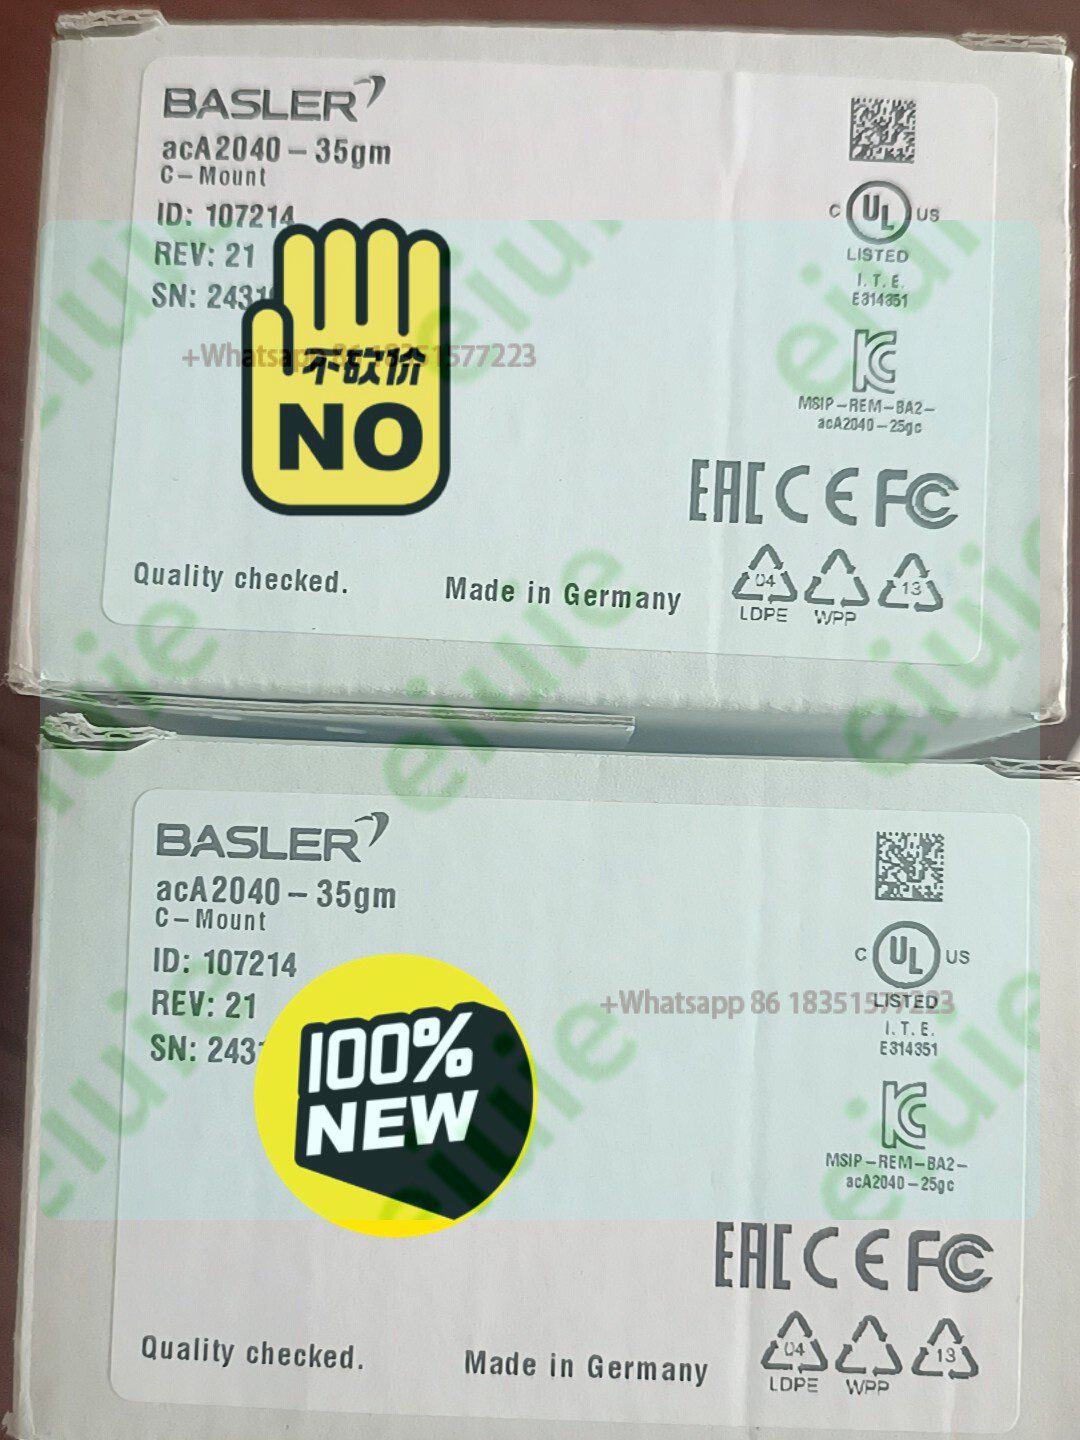 BASLER
acA2040-35gm
C-Mount
ID: 107214
REV: 21
SN: 2431
+Whatsapp 86 18351577223
不砍价
NO
C UL US
LISTED
I.T.E.
E314351
MSIP-REM-BA2-
acA2040-25gc
EAC CE FC
Quality checked.
Made in Germany
04
13
LDPE
WPP
eiujie
BASLER
acA2040-35gm
C-Mount
ID: 107214
REV: 21
SN: 243
100%
NEW
C UL US
+Whatsapp 86 18351577223
LISTED
I.T.E.
E314351
MSIP-REM-BA2-
acA2040-25gc
EAC CE FC
Quality checked.
Made in Germany
04
13
LDPE
WPP